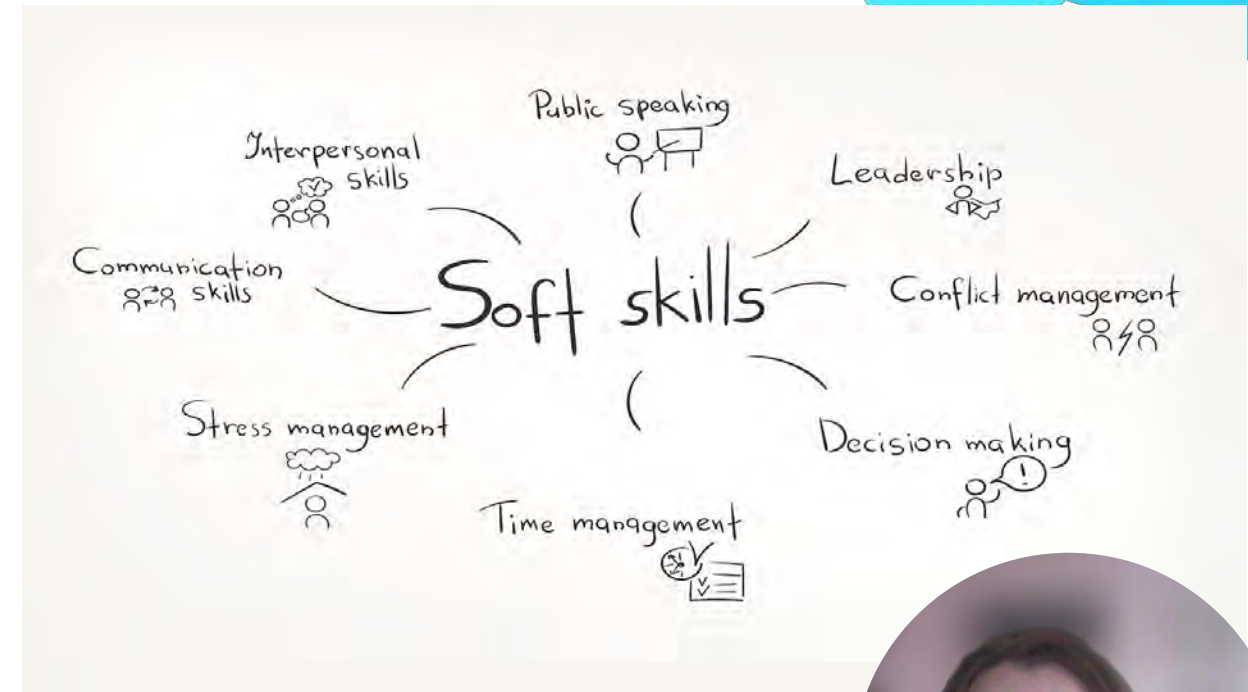 Public speaking
Interpersonal
skills
Leadership
Communication
skills
Soft skills
Conflict management
Stress management
Decision making
Time management